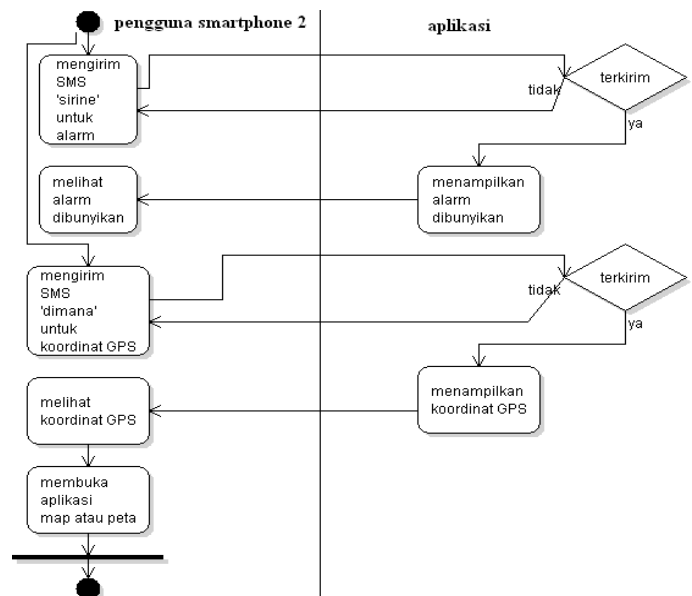 pengguna smartphone 2
aplikasi
mengirim
SMS
'sirine'
untuk
alarm
terkirim
tidak
ya
melihat
alarm
dibunyikan
menampilkan
alarm
dibunyikan
mengirim
SMS
'dimana'
untuk
koordinat GPS
terkirim
tidak
ya
menampilkan
koordinat GPS
melihat
koordinat GPS
membuka
aplikasi
map atau peta